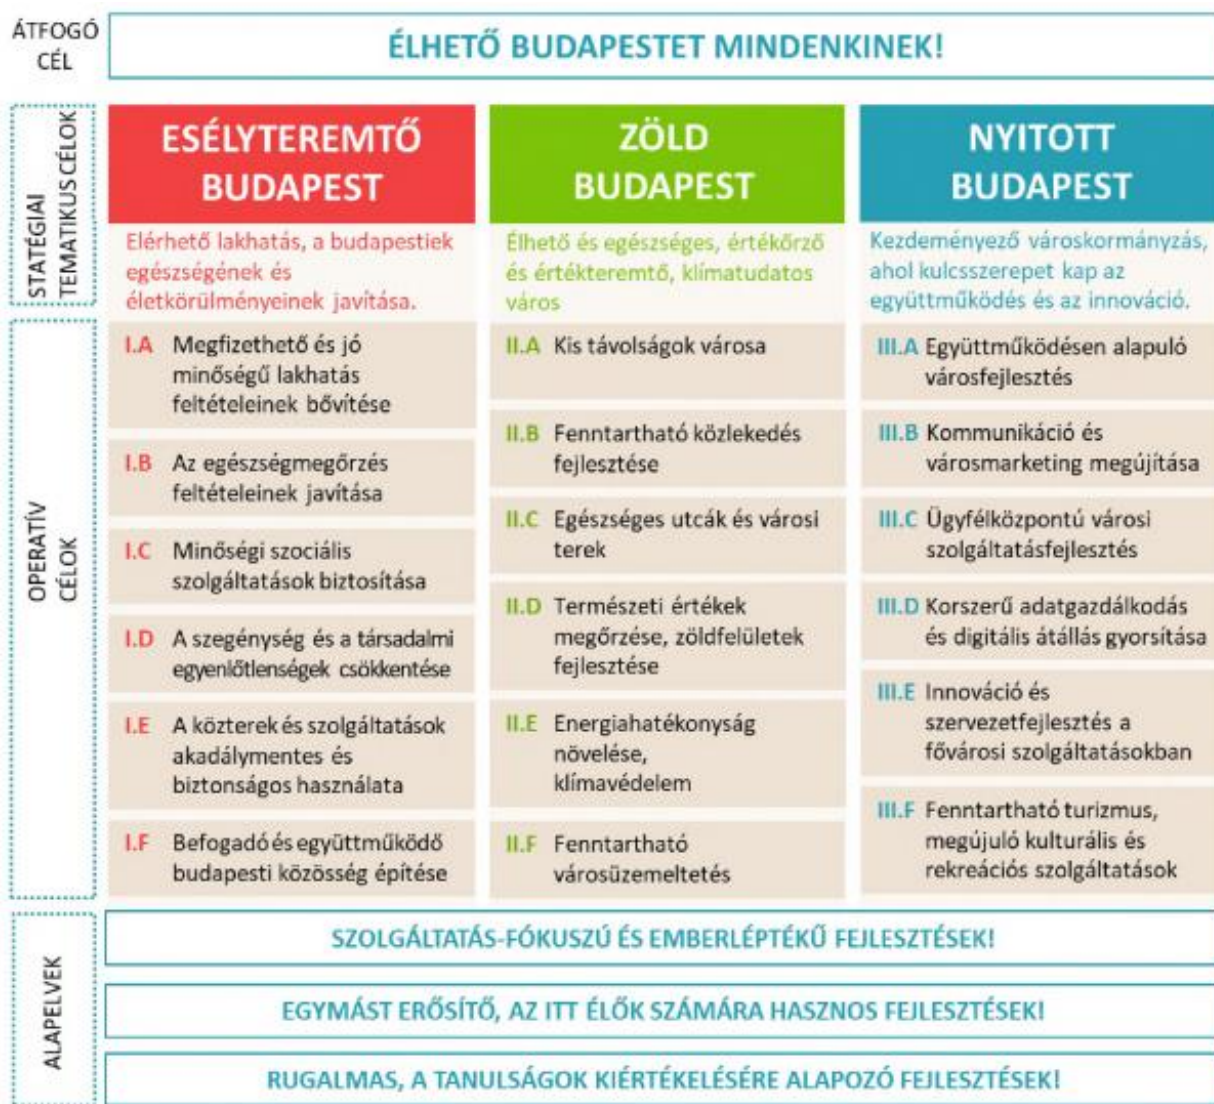 ÁTFOGÓ
CÉL
ÉLHETŐ BUDAPESTET MINDENKINEK!
STATÉGIAI
TEMATIKUS CÉLOK
ESÉLYTEREMTŐ
BUDAPEST
Elérhető lakhatás, a budapestiek
egészségének és
életkörülményeinek javítása.
ZÖLD
BUDAPEST
Élhető és egészséges, értékőrző
és értékteremtő, klímatudatos
város
NYITOTT
BUDAPEST
Kezdeményező városkormányzás,
ahol kulcsszerepet kap az
együttműködés és az innováció.
OPERATÍV
CÉLOK
I.A Megfizethető és jó
minőségű lakhatás
feltételeinek bővítése
I.B Az egészségmegőrzés
feltételeinek javítása
I.C Minőségi szociális
szolgáltatások biztosítása
I.D A szegénység és a társadalmi
egyenlőtlenségek csökkentése
I.E A közterek és szolgáltatások
akadálymentes és
biztonságos használata
I.F Befogadó és együttműködő
budapesti közösség építése
II.A Kis távolságok városa
II.B Fenntartható közlekedés
fejlesztése
II.C Egészséges utcák és városi
terek
II.D Természeti értékek
megőrzése, zöldfelületek
fejlesztése
II.E Energiahatékonyság
növelése,
klímavédelem
II.F Fenntartható
városüzemeltetés
III.A Együttműködésen alapuló
városfejlesztés
III.B Kommunikáció és
városmarketing megújítása
III.C Ügyfélközpontú városi
szolgáltatásfejlesztés
III.D Korszerű adatgazdálkodás
és digitális átállás gyorsítása
III.E Innováció és
szervezetfejlesztés a
fővárosi szolgáltatásokban
III.F Fenntartható turizmus,
megújuló kulturális és
rekreációs szolgáltatások
ALAPELVEK
SZOLGÁLTATÁS-FÓKUSZÚ ÉS EMBERLÉPTÉKŰ FEJLESZTÉSEK!
EGYMÁST ERŐSÍTŐ, AZ ITT ÉLŐK SZÁMÁRA HASZNOS FEJLESZTÉSEK!
RUGALMAS, A TANULSÁGOK KIÉRTÉKELÉSÉRE ALAPOZÓ FEJLESZTÉSEK!